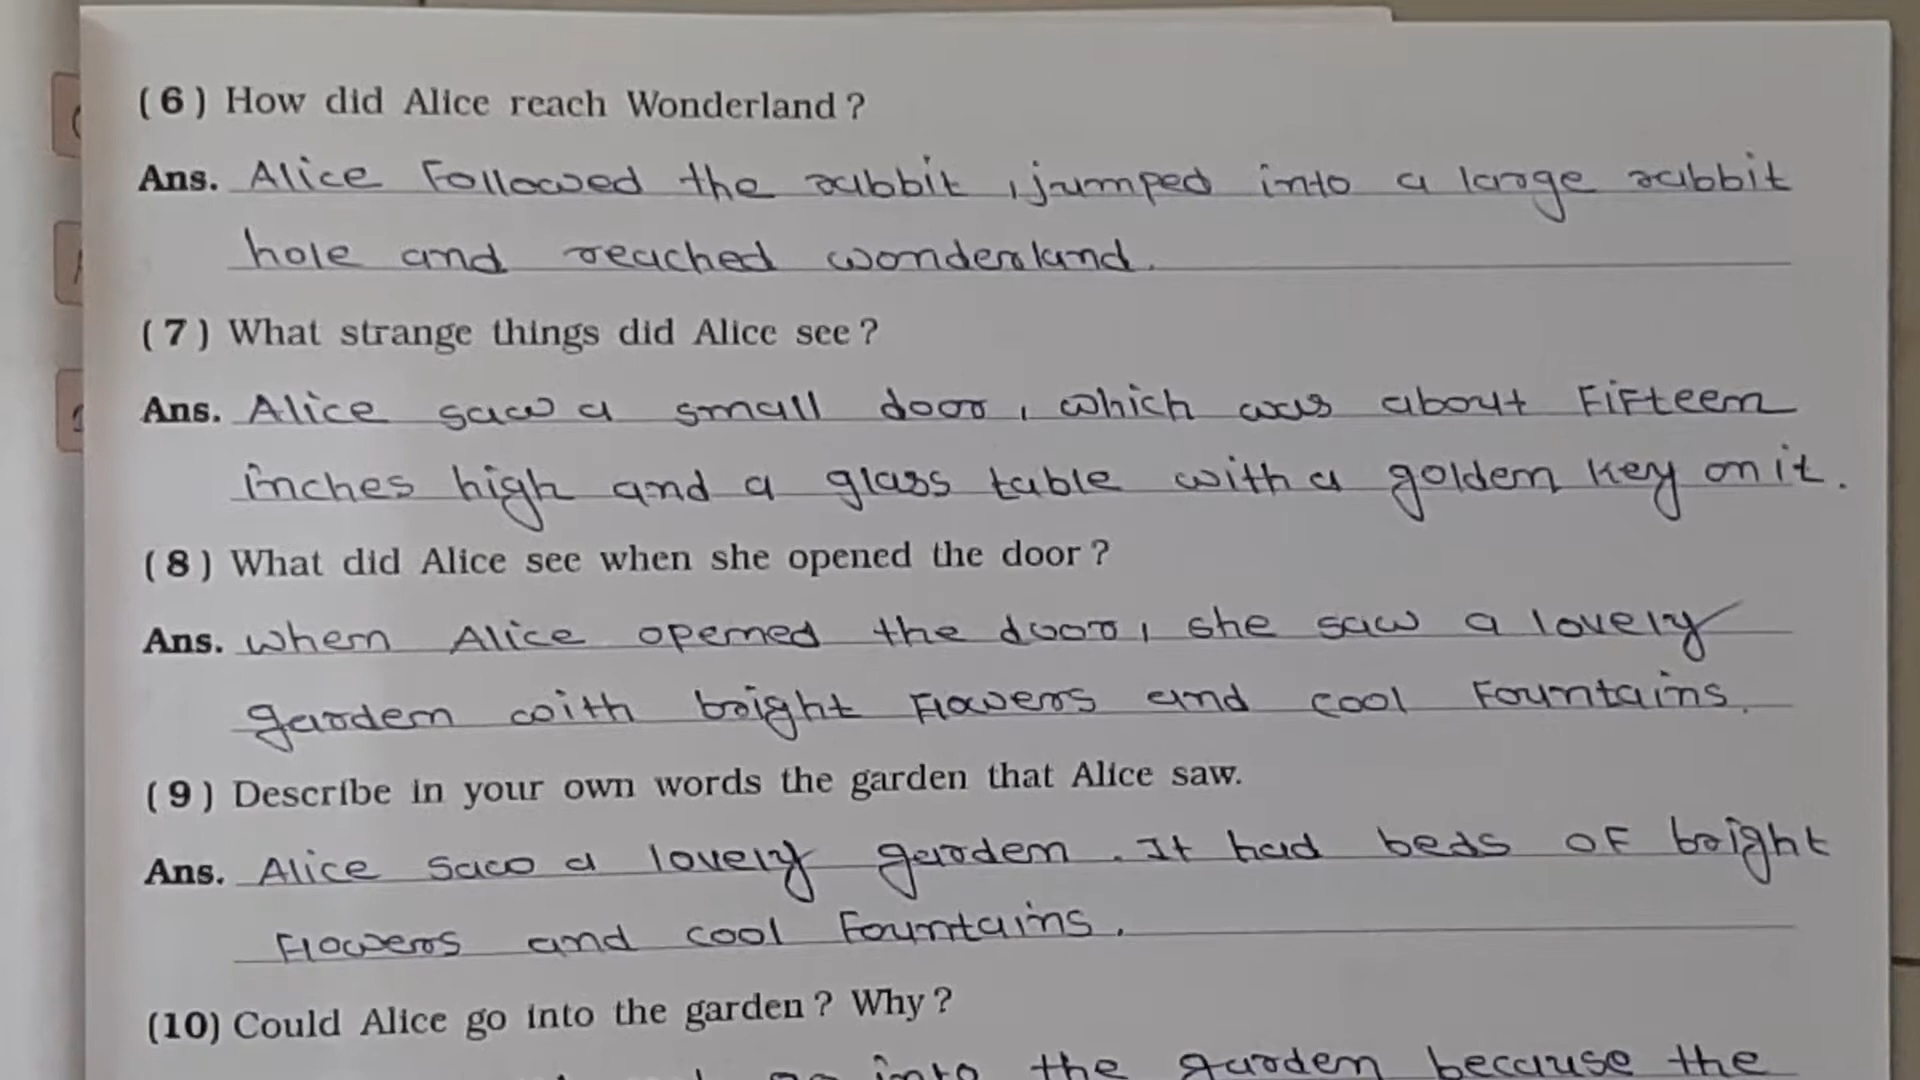 (6) How did Alice reach Wonderland?
Ans. Alice Followed the rabbit, jumped into a large rabbit
hole and reached wonderland.
(7) What strange things did Alice see?
Ans. Alice saw a small door, which was about Fifteen
inches high and a glass table with a golden key on it.
(8) What did Alice see when she opened the door?
Ans. when Alice opened the door, she saw a lovely
garden with bright Flowers and cool Fountains.
(9) Describe in your own words the garden that Alice saw.
Ans. Alice saw a lovely garden. It had beds OF bright
Flowers and cool Fountains.
(10) Could Alice go into the garden? Why?
into the garden because the